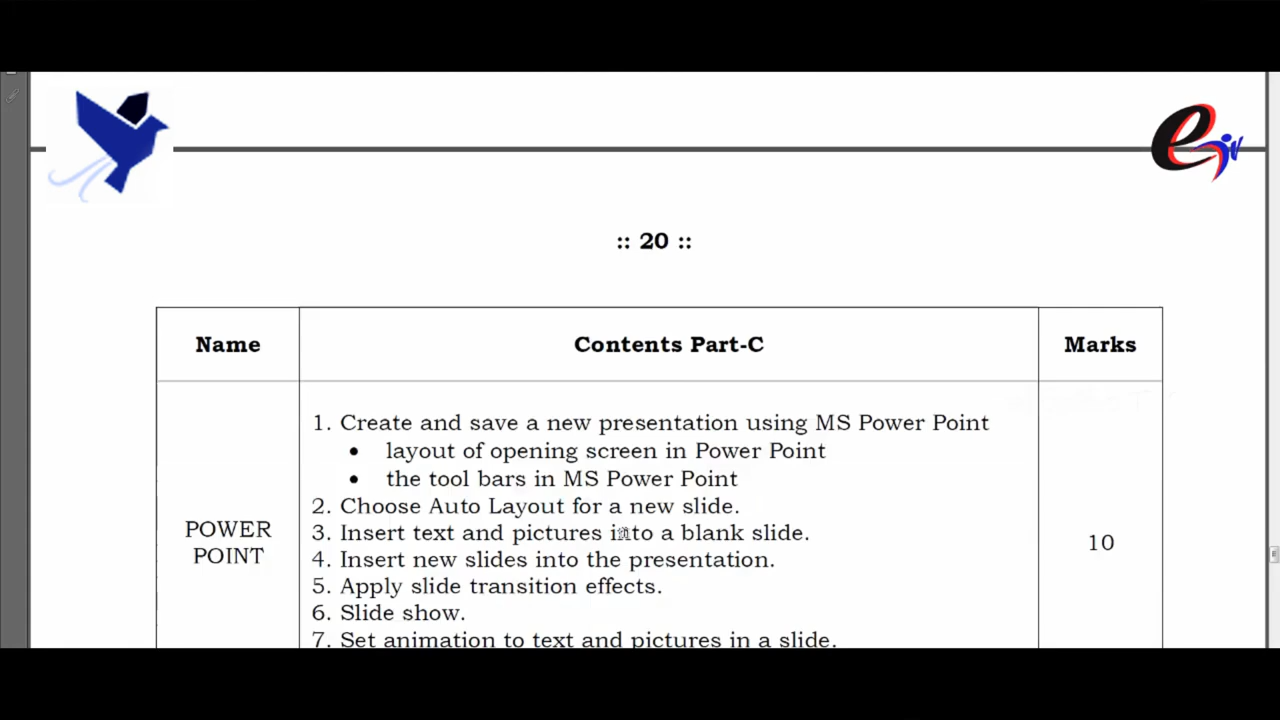 :: 20 ::
Name
Contents Part-C
Marks
POWER
POINT
1. Create and save a new presentation using MS Power Point
• layout of opening screen in Power Point
• the tool bars in MS Power Point
2. Choose Auto Layout for a new slide.
3. Insert text and pictures into a blank slide.
4. Insert new slides into the presentation.
5. Apply slide transition effects.
6. Slide show.
7. Set animation to text and pictures in a slide.
10